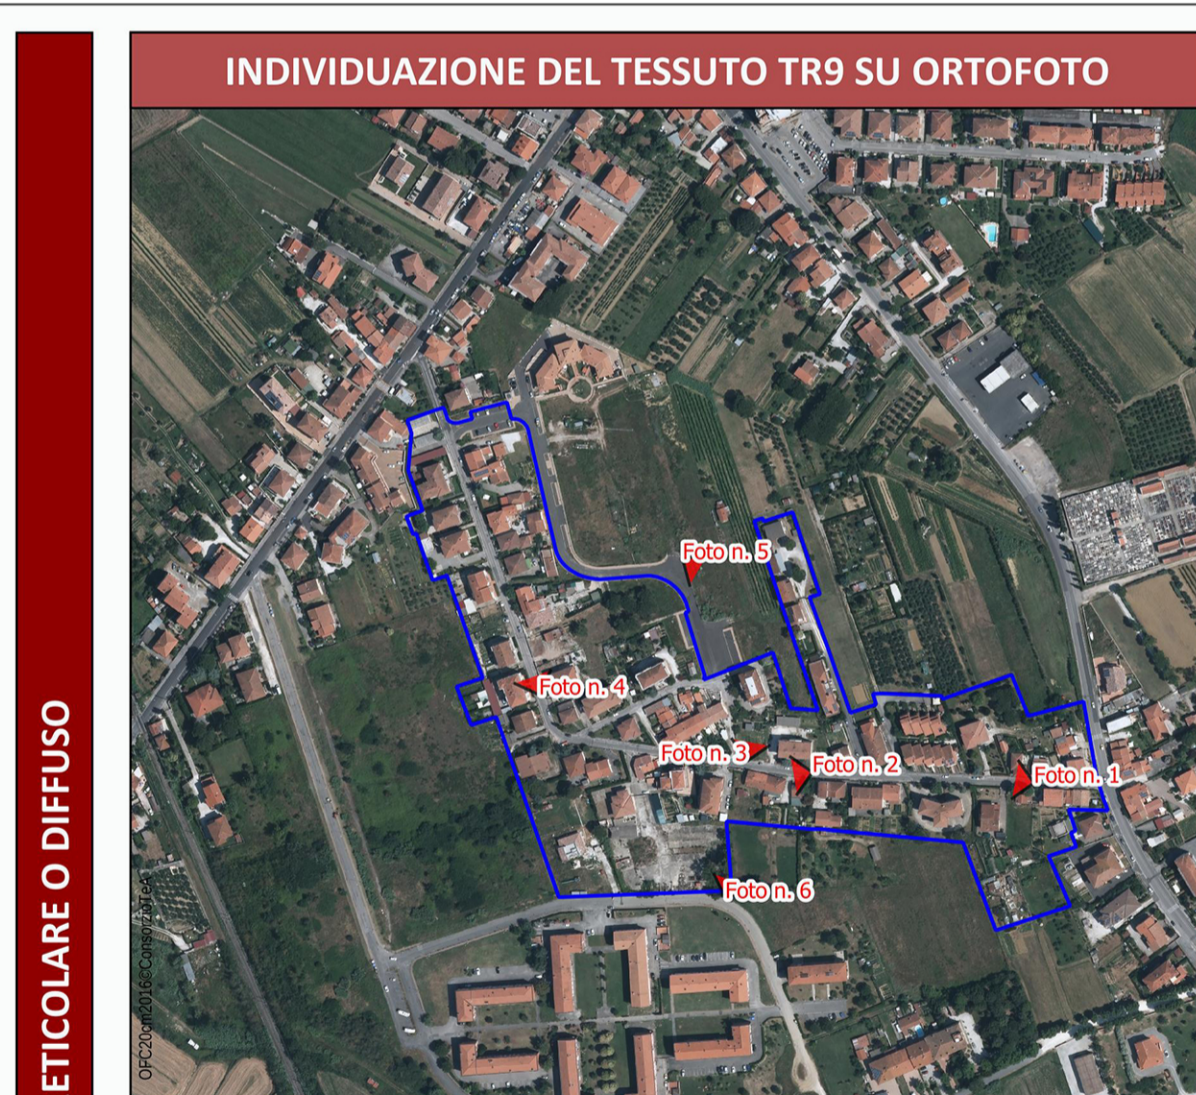 INDIVIDUAZIONE DEL TESSUTO TR9 SU ORTOFOTO
ETICOLARE O DIFFUSO
Foto n. 5
Foto n. 4
Foto n. 3
Foto n. 2
Foto n. 1
Foto n. 6
OFC20cm2016©ConsorzioTeA